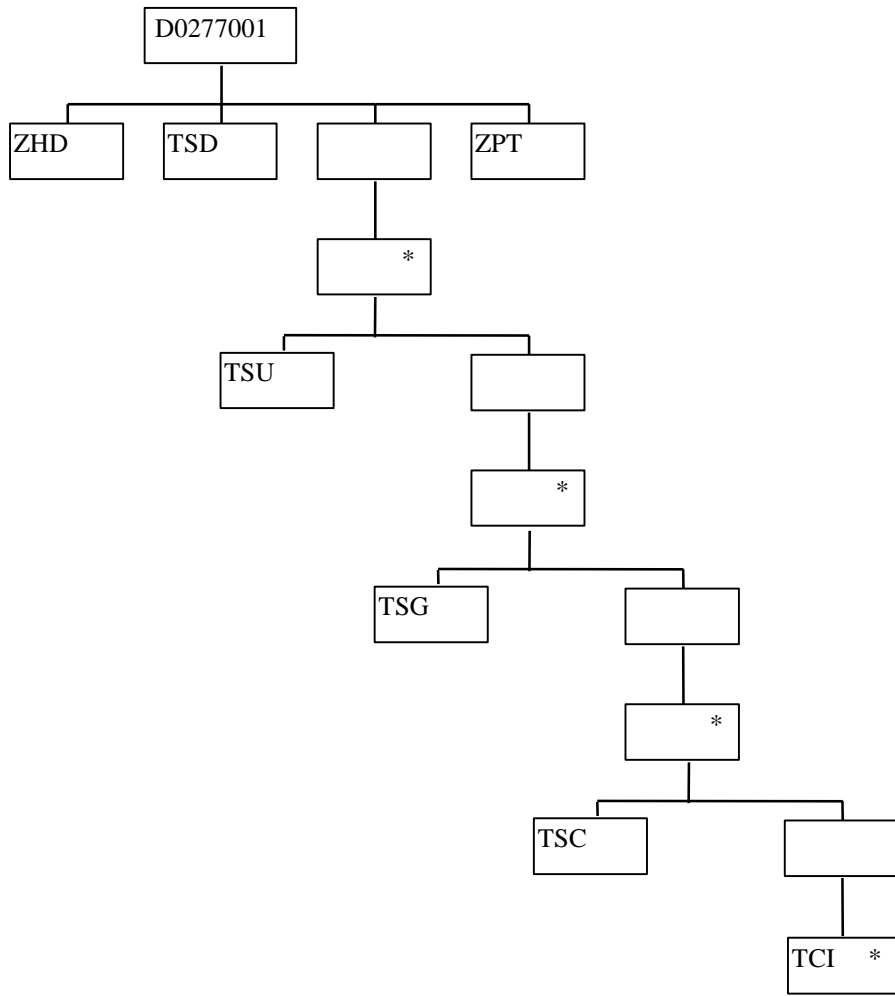 D0277001
ZHD TSD ZPT
*
TSU
*
TSG
*
TSC
TCI *